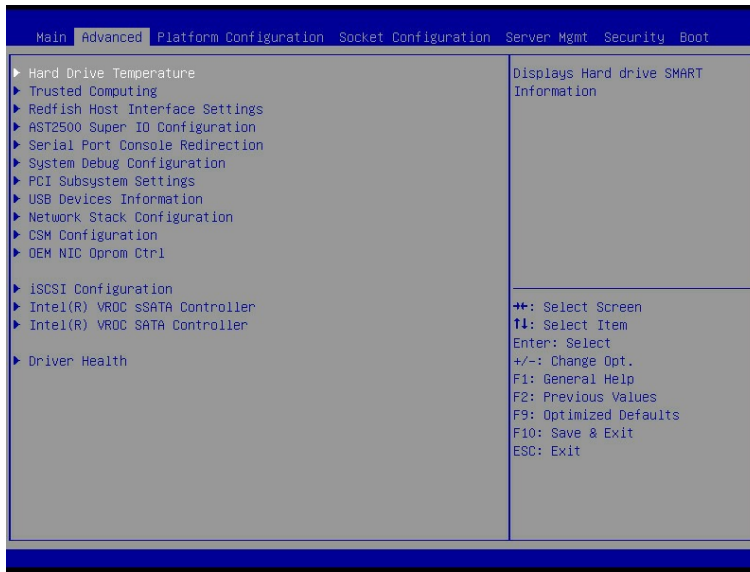 Main Advanced Platform Configuration Socket Configuration Server Mgmt Security Boot
▶ Hard Drive Temperature
▶ Trusted Computing
▶ Redfish Host Interface Settings
▶ AST2500 Super IO Configuration
▶ Serial Port Console Redirection
▶ System Debug Configuration
▶ PCI Subsystem Settings
▶ USB Devices Information
▶ Network Stack Configuration
▶ CSM Configuration
▶ OEM NIC Oprom Ctrl
▶ iSCSI Configuration
▶ Intel(R) VROC sSATA Controller
▶ Intel(R) VROC SATA Controller
▶ Driver Health
Displays Hard drive SMART
Information
→←: Select Screen
↑↓: Select Item
Enter: Select
+/-: Change Opt.
F1: General Help
F2: Previous Values
F9: Optimized Defaults
F10: Save & Exit
ESC: Exit